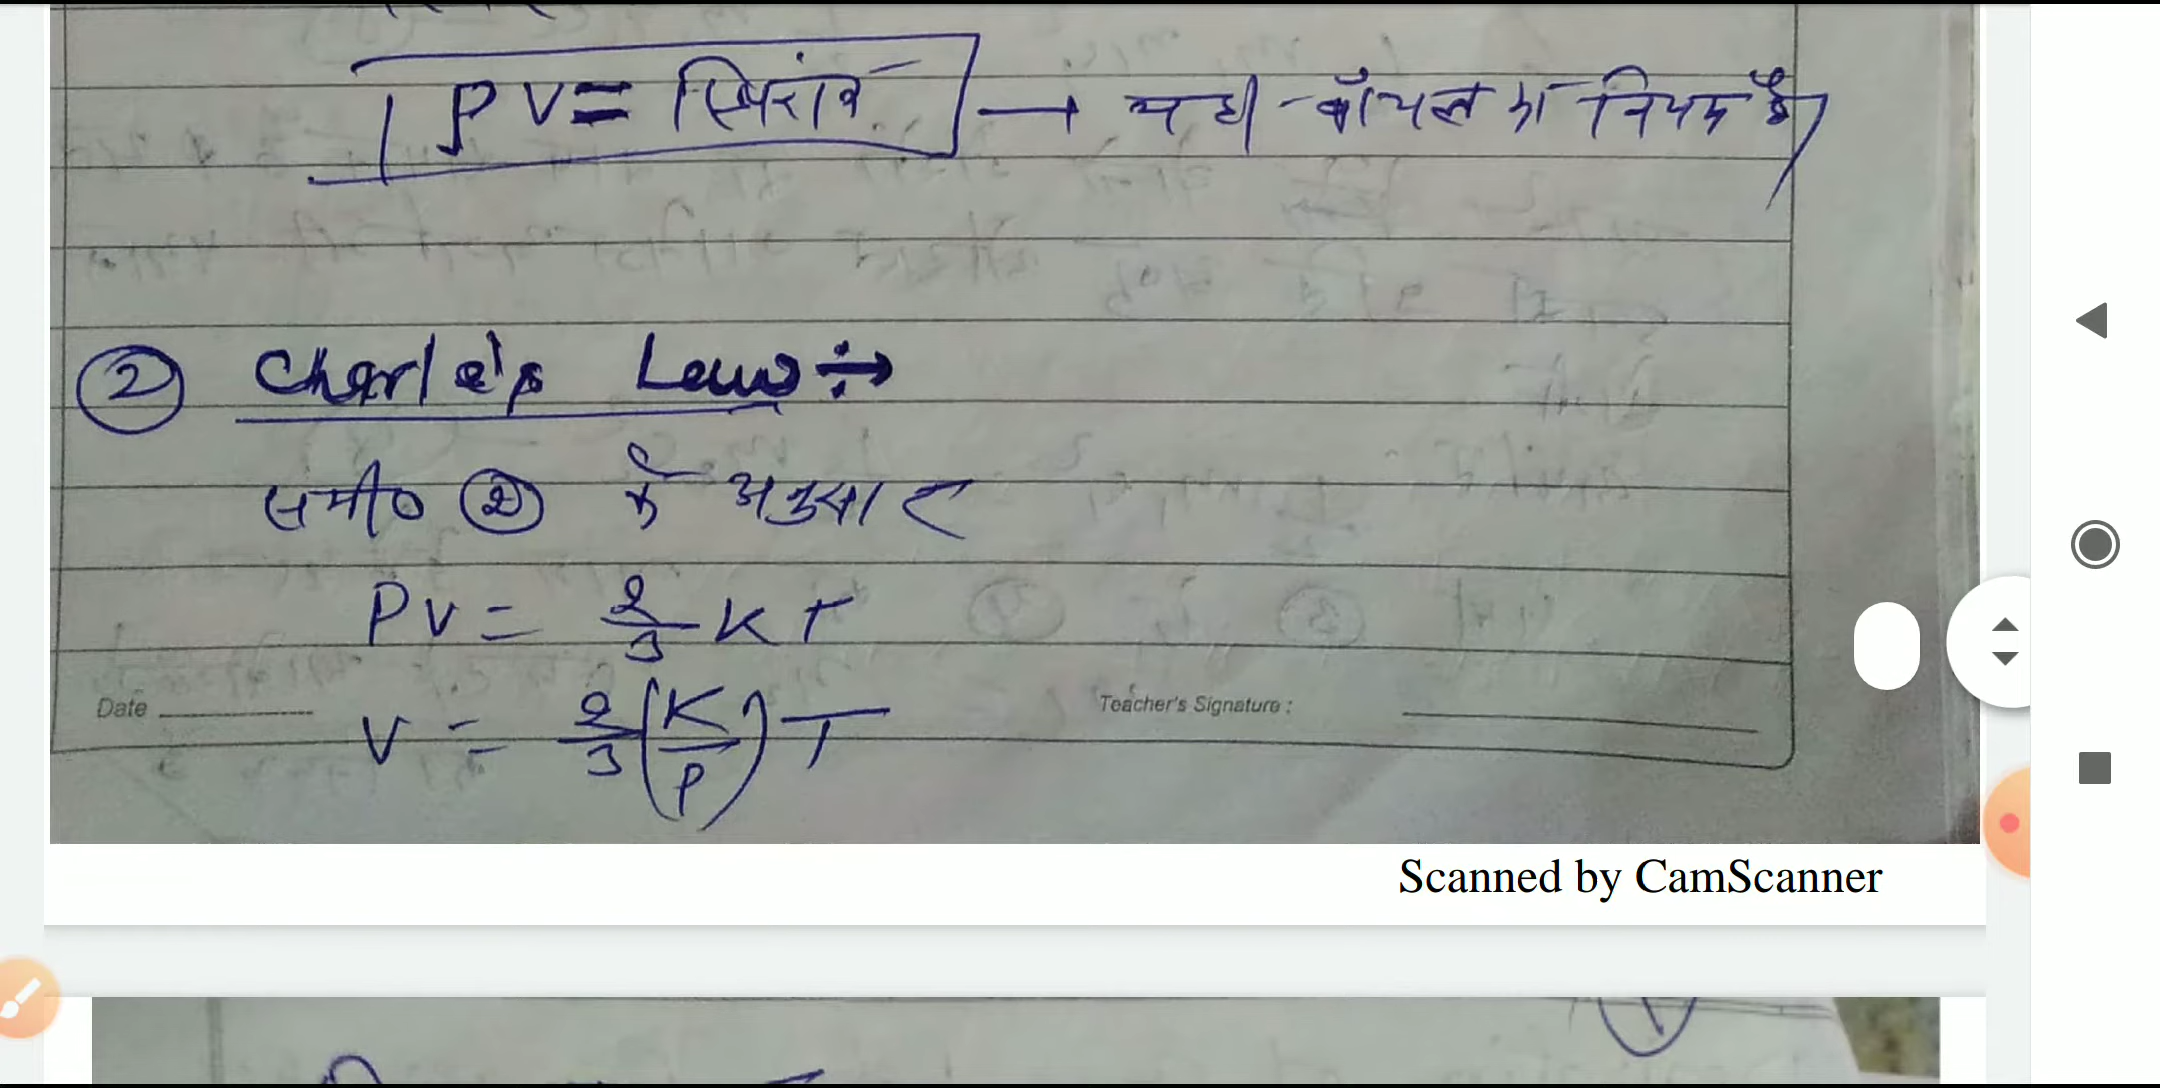 PV = स्थिरांक → यही बॉयल का नियम है।
② Charle's Law ÷→
समी० ② के अनुसार
PV = 2/3 KT
V = 2/3 (K/P) T
Date
Teacher's Signature :
Scanned by CamScanner